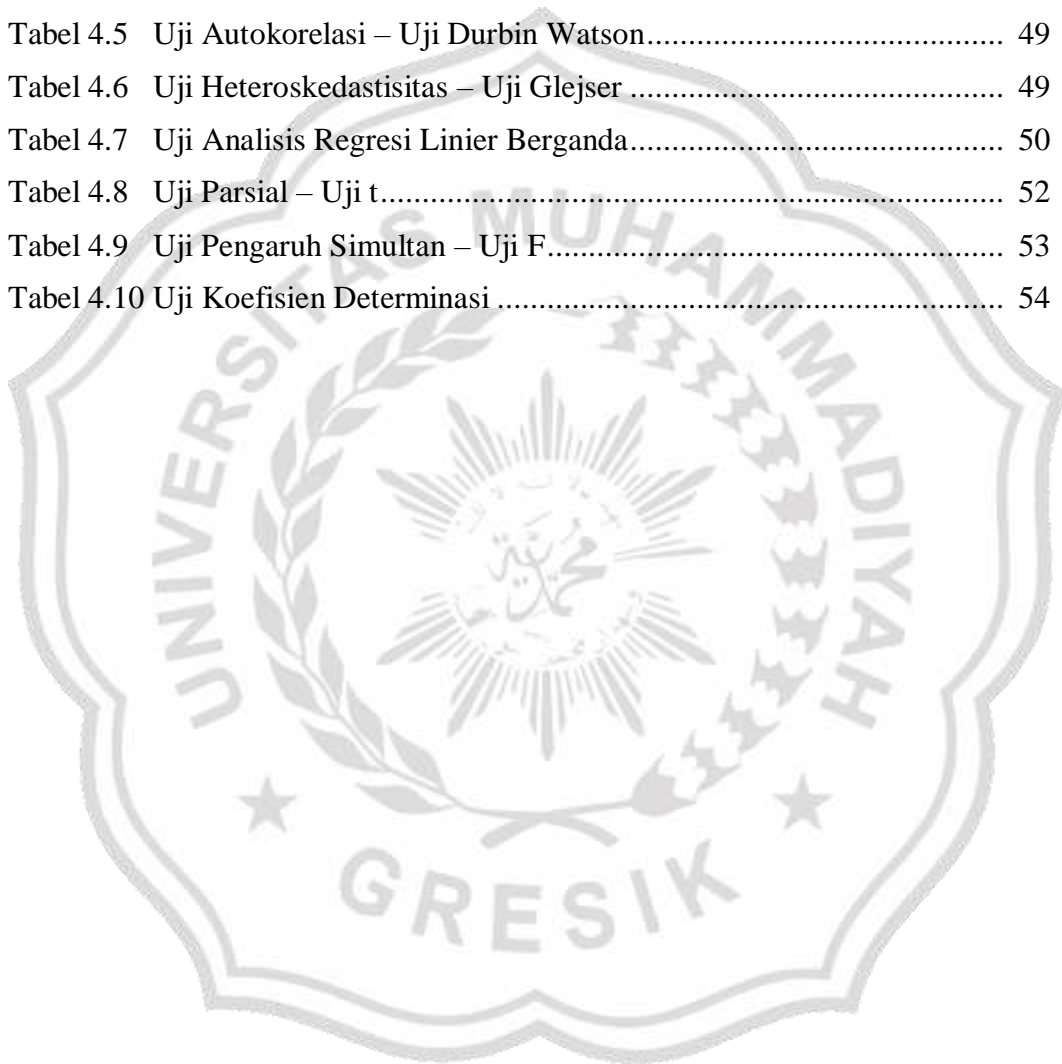 Tabel 4.5 Uji Autokorelasi – Uji Durbin Watson.......................................... 49
Tabel 4.6 Uji Heteroskedastisitas – Uji Glejser ............................................ 49
Tabel 4.7 Uji Analisis Regresi Linier Berganda............................................ 50
Tabel 4.8 Uji Parsial – Uji t........................................................................... 52
Tabel 4.9 Uji Pengaruh Simultan – Uji F...................................................... 53
Tabel 4.10 Uji Koefisien Determinasi ............................................................ 54
UNIVERSITAS MUHAMMADIYAH
محمد
GRESIK